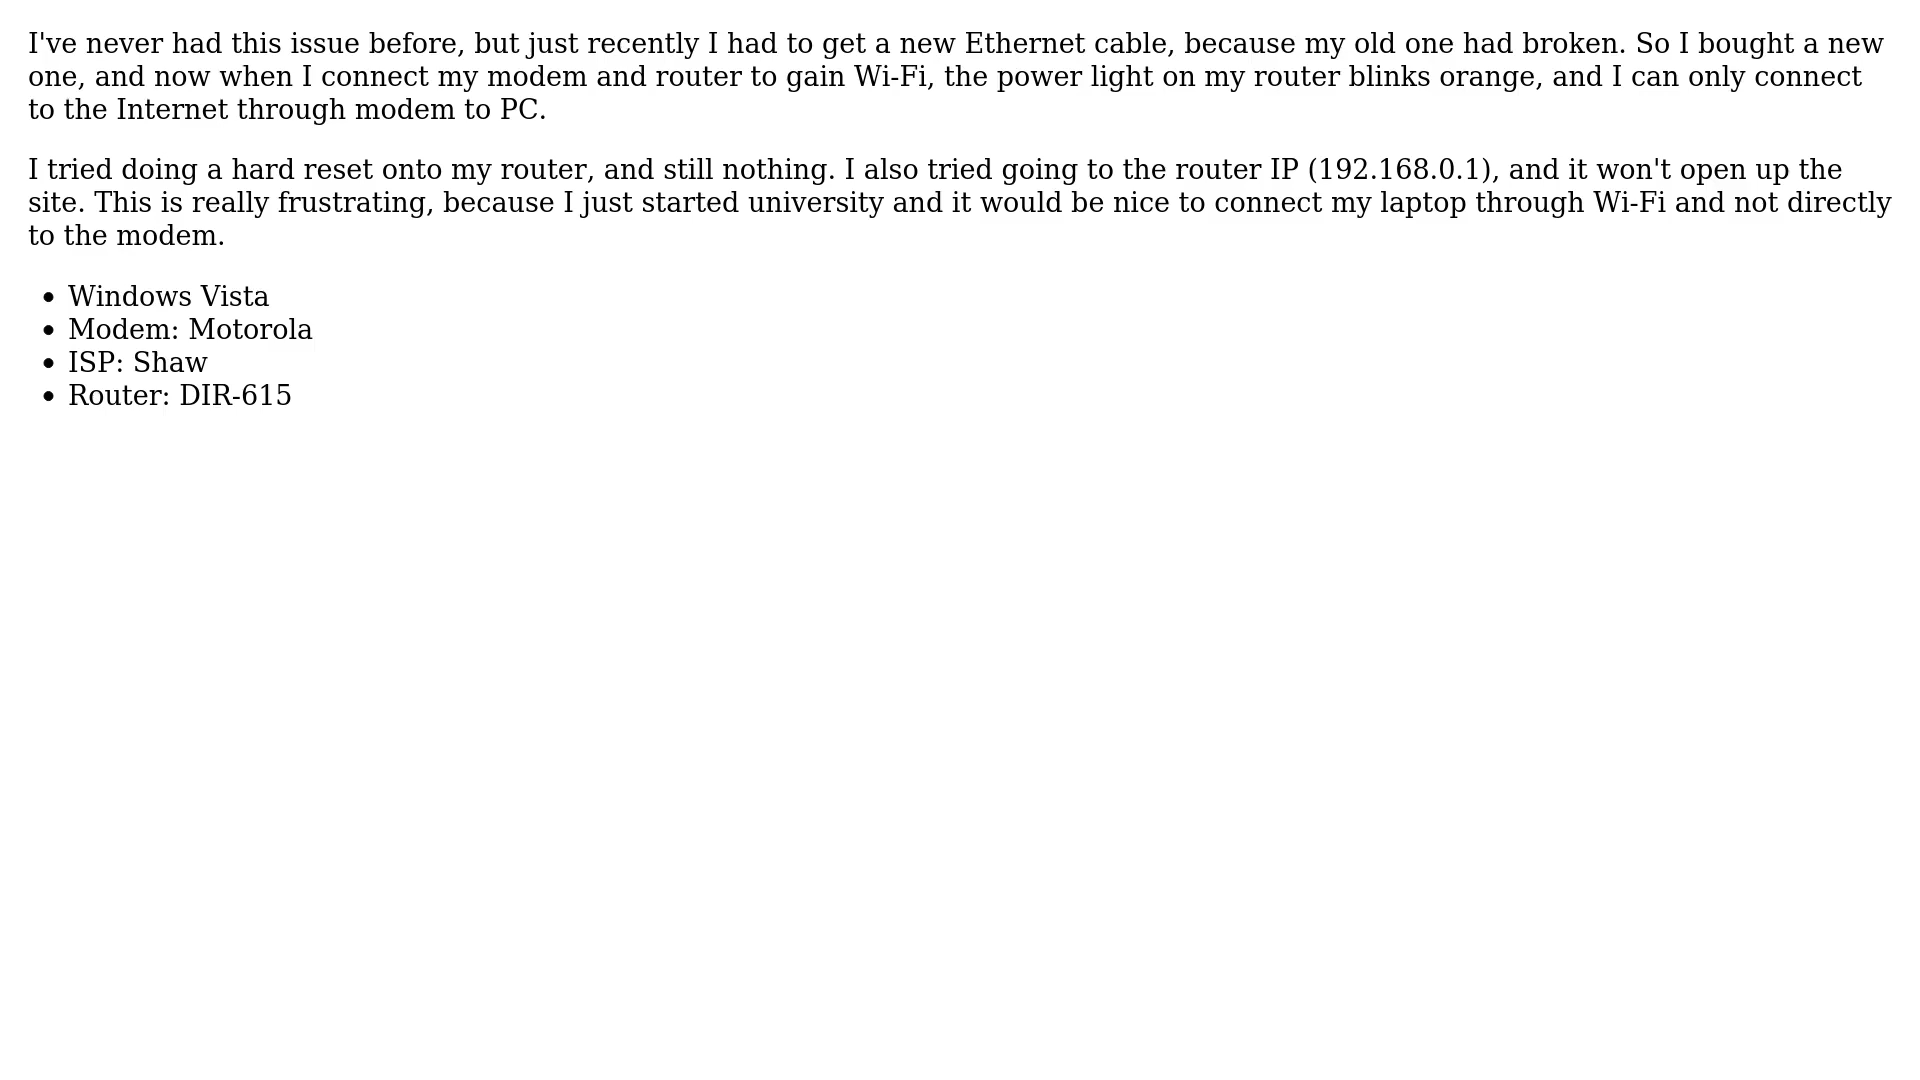 I've never had this issue before, but just recently I had to get a new Ethernet cable, because my old one had broken. So I bought a new
one, and now when I connect my modem and router to gain Wi-Fi, the power light on my router blinks orange, and I can only connect
to the Internet through modem to PC.
I tried doing a hard reset onto my router, and still nothing. I also tried going to the router IP (192.168.0.1), and it won't open up the
site. This is really frustrating, because I just started university and it would be nice to connect my laptop through Wi-Fi and not directly
to the modem.
• Windows Vista
• Modem: Motorola
• ISP: Shaw
• Router: DIR-615